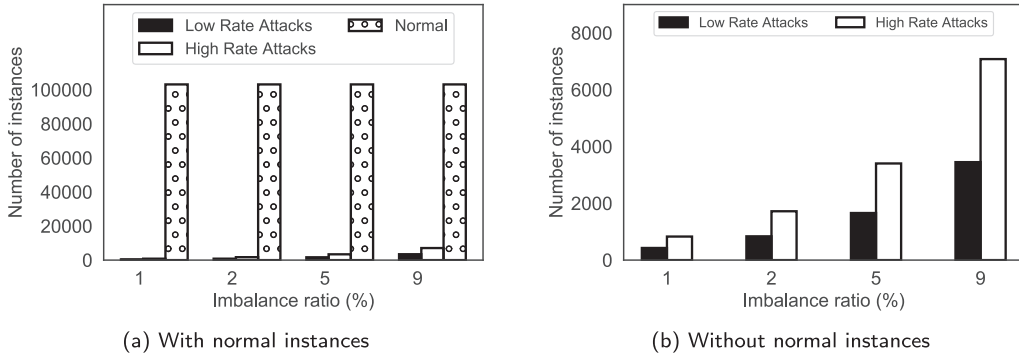 Low Rate Attacks
High Rate Attacks
Normal
Number of instances
100000
80000
60000
40000
20000
0
1 2 5 9
Imbalance ratio (%)
(a) With normal instances
Low Rate Attacks
High Rate Attacks
Number of instances
8000
6000
4000
2000
0
1 2 5 9
Imbalance ratio (%)
(b) Without normal instances